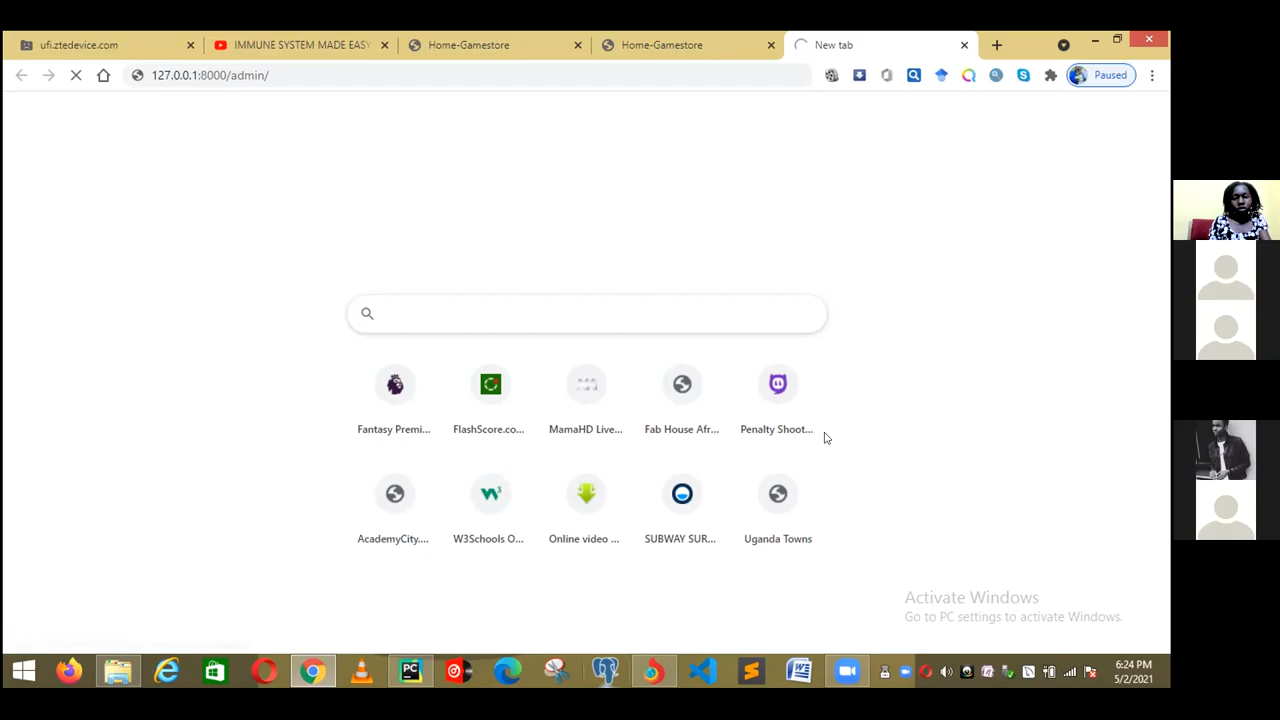 ufi.ztedevice.com
IMMUNE SYSTEM MADE EASY
Home-Gamestore
Home-Gamestore
New tab
127.0.0.1:8000/admin/
Paused
Fantasy Premi...
FlashScore.co...
MamaHD Live...
Fab House Afr...
Penalty Shoot...
AcademyCity....
W3Schools O...
Online video ...
SUBWAY SUR...
Uganda Towns
Activate Windows
Go to PC settings to activate Windows.
6:24 PM
5/2/2021